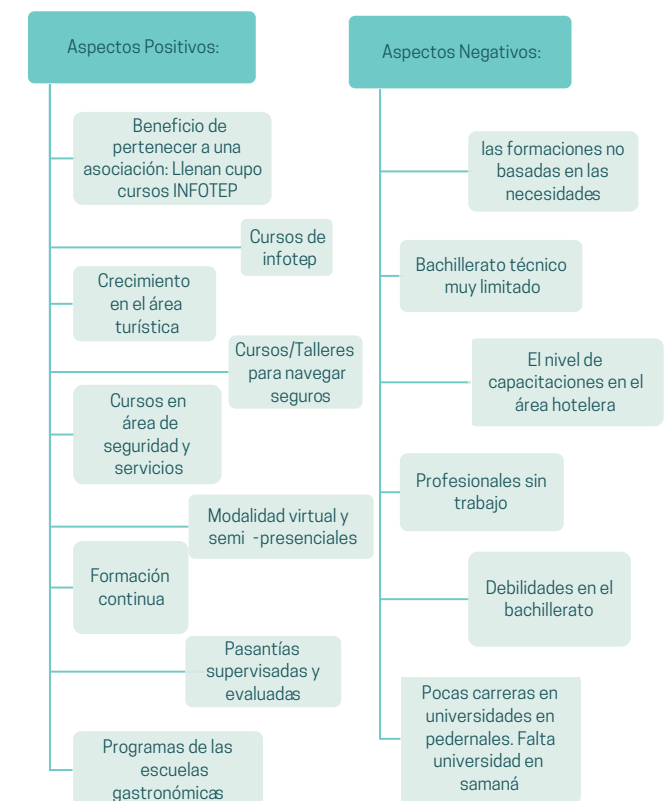 Aspectos Positivos:
Beneficio de
pertenecer a una
asociación: Llenan cupo
cursos INFOTEP
Cursos de
infotep
Crecimiento
en el área
turística
Cursos/Talleres
para navegar
seguros
Cursos en
área de
seguridad y
servicios
Modalidad virtual y
semi -presenciales
Formación
continua
Pasantías
supervisadas y
evaluadas
Programas de las
escuelas
gastronómicas
Aspectos Negativos:
las formaciones no
basadas en las
necesidades
Bachillerato técnico
muy limitado
El nivel de
capacitaciones en el
área hotelera
Profesionales sin
trabajo
Debilidades en el
bachillerato
Pocas carreras en
universidades en
pedernales. Falta
universidad en
samaná